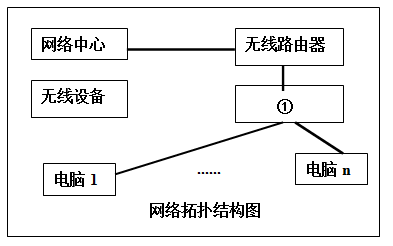 网络中心
无线路由器
无线设备
①
电脑 1
......
电脑 n
网络拓扑结构图